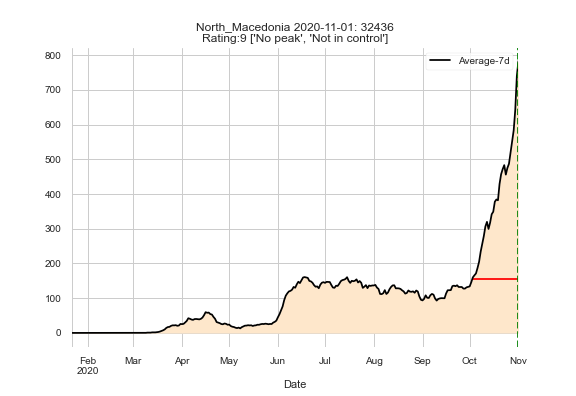 North_Macedonia 2020-11-01: 32436
Rating:9 ['No peak', 'Not in control']
Average-7d
800
700
600
500
400
300
200
100
0
Feb Mar Apr May Jun Jul Aug Sep Oct Nov
2020
Date